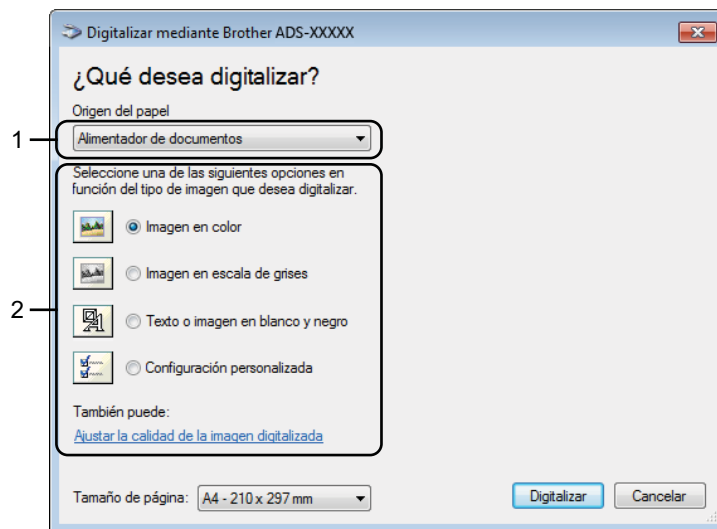 Digitalizar mediante Brother ADS-XXXXX
¿Qué desea digitalizar?
Origen del papel
1
Alimentador de documentos
Seleccione una de las siguientes opciones en
función del tipo de imagen que desea digitalizar.
Imagen en color
Imagen en escala de grises
2
Texto o imagen en blanco y negro
Configuración personalizada
También puede:
Ajustar la calidad de la imagen digitalizada
Tamaño de página: A4 - 210 x 297 mm
Digitalizar Cancelar